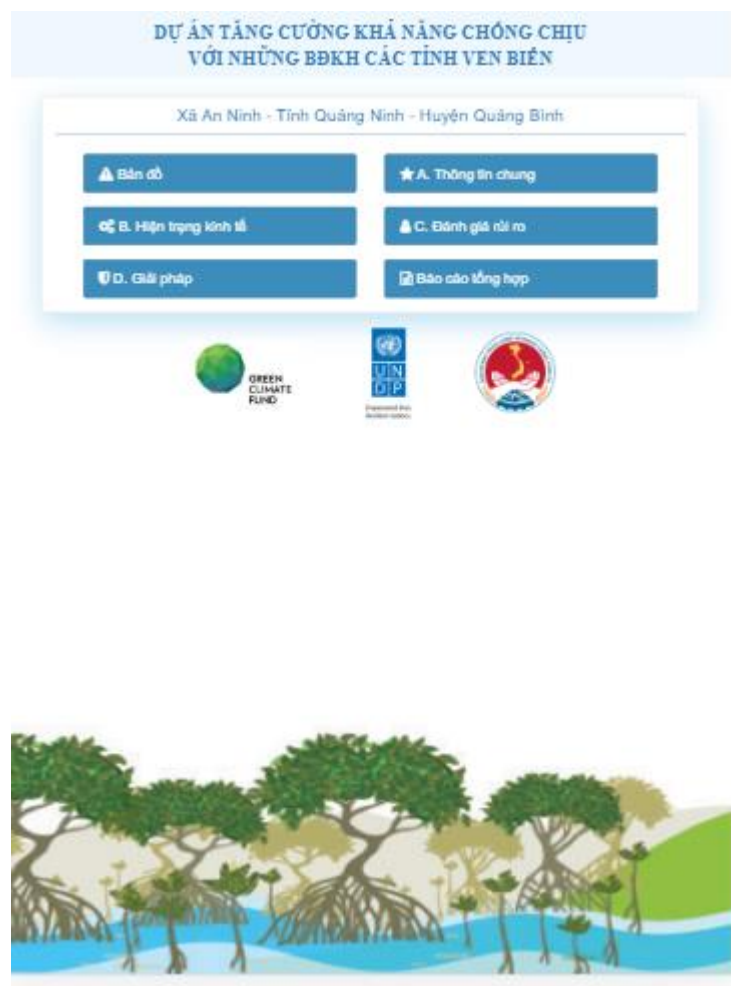 DỰ ÁN TĂNG CƯỜNG KHẢ NĂNG CHỐNG CHỊU
VỚI NHỮNG BĐKH CÁC TỈNH VEN BIỂN
Xã An Ninh - Tỉnh Quảng Ninh - Huyện Quảng Bình
Bản đồ
A. Thông tin chung
B. Hiện trạng kinh tế
C. Đánh giá rủi ro
D. Giải pháp
Báo cáo tổng hợp
GREEN
CLIMATE
FUND
UN
DP